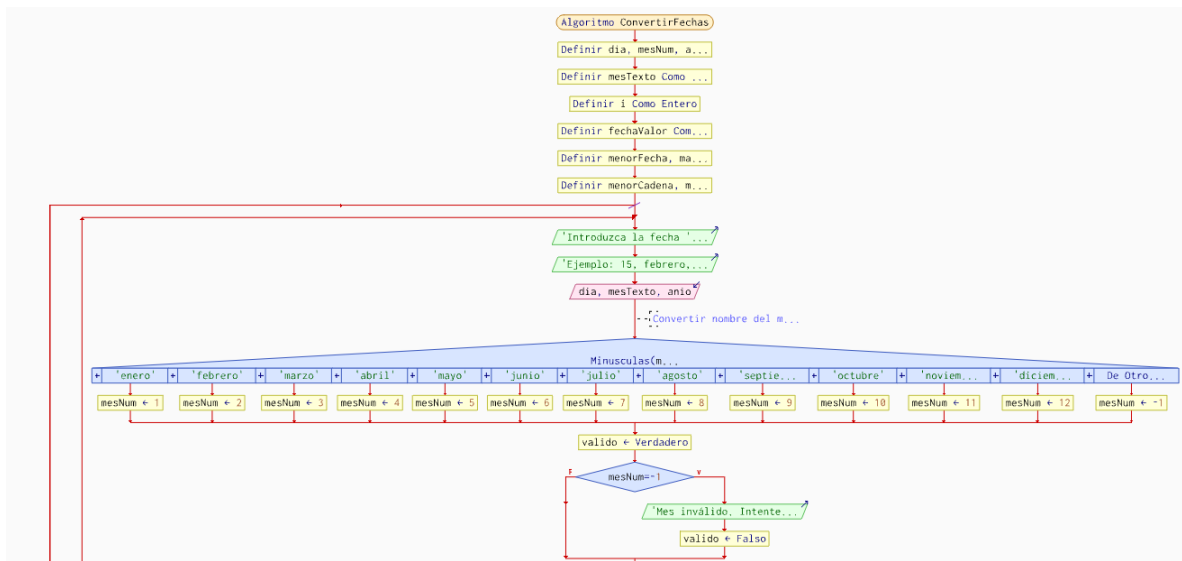 Algoritmo ConvertirFechas
Definir dia, mesNum, a...
Definir mesTexto Como ...
Definir i Como Entero
Definir fechaValor Com...
Definir menorFecha, ma...
Definir menorCadena, m...
'Introduzca la fecha '...
'Ejemplo: 15, febrero,...
dia, mesTexto, anio
Convertir nombre del m...
Minusculas(m...
+ 'enero' + 'febrero' + 'marzo' + 'abril' + 'mayo' + 'junio' + 'julio' + 'agosto' + 'septie... + 'octubre' + 'noviem... + 'diciem... + De Otro...
mesNum ← 1 mesNum ← 2 mesNum ← 3 mesNum ← 4 mesNum ← 5 mesNum ← 6 mesNum ← 7 mesNum ← 8 mesNum ← 9 mesNum ← 10 mesNum ← 11 mesNum ← 12 mesNum ← -1
valido ← Verdadero
F mesNum=-1 V
'Mes inválido. Intente...
valido ← Falso